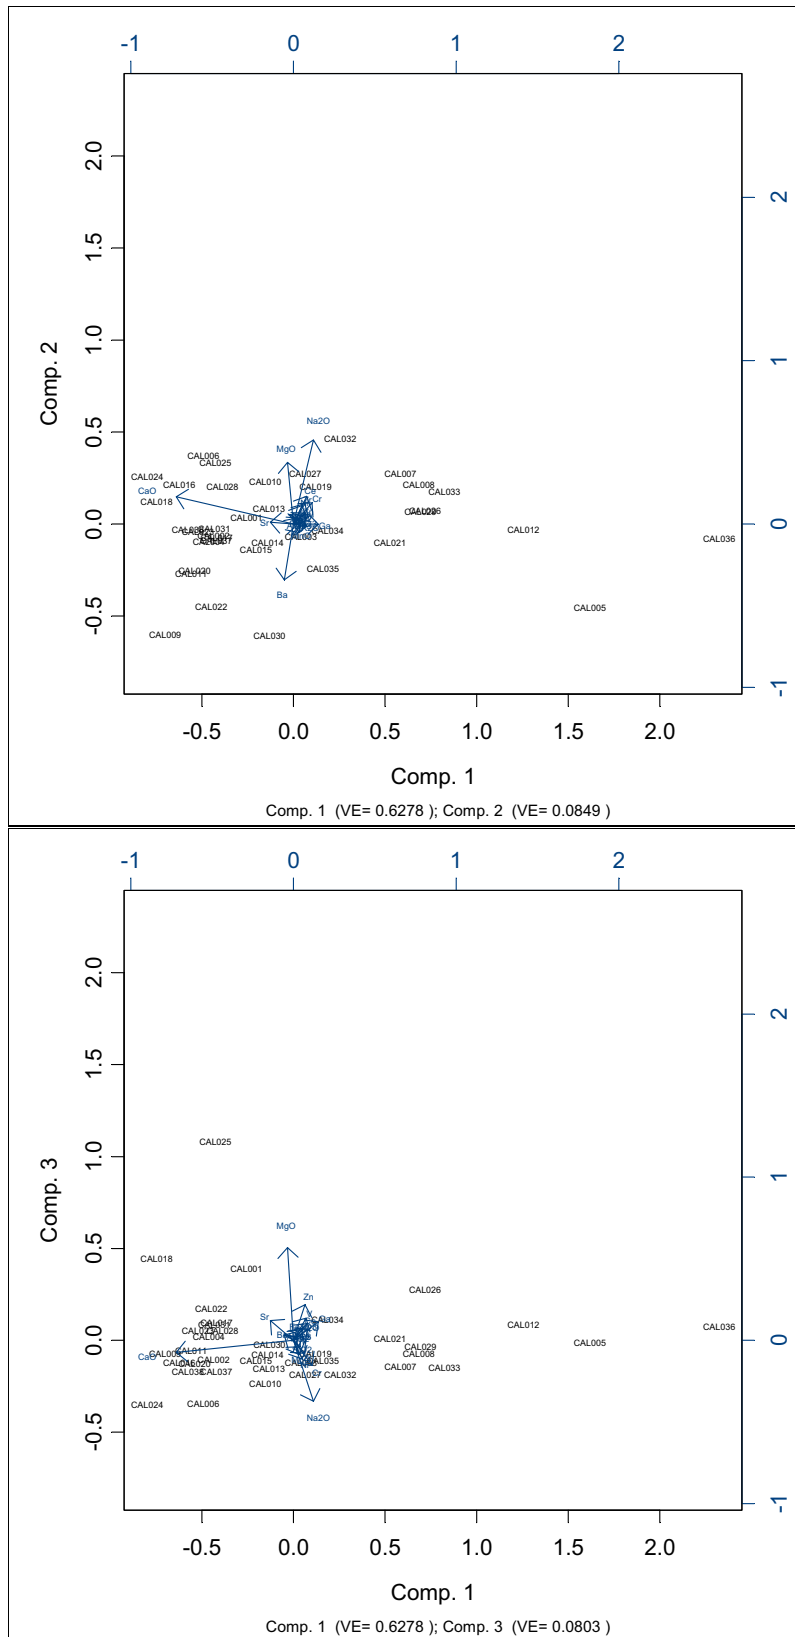 -1 0 1 2
2.0
2
1.5
1.0
1
Comp. 2
0.5
Na2O
CAL032
MgO
CAL006
CAL025
CAL027
CAL007
CAL024
CAL010
CAL016
CAL028
CAL019
CAL008
CaO
Ce
CAL033
CAL018
Cr
CAL013
CAL026
CAL001
0.0
Sr
0
CAL031
CAL034
CAL012
CAL002
CAL003
CAL036
CAL014
CAL021
CAL015
CAL020
CAL035
CAL011
Ba
CAL022
CAL005
-0.5
CAL009
CAL030
-1
-0.5 0.0 0.5 1.0 1.5 2.0
Comp. 1
Comp. 1 (VE= 0.6278 ); Comp. 2 (VE= 0.0849 )
-1 0 1 2
2.0
2
1.5
CAL025
1.0
1
Comp. 3
MgO
0.5
CAL018
CAL001
CAL026
Zn
CAL022
Sr
CAL034
CAL017
CAL012
CAL036
CAL028
CAL004
CAL021
0.0
0
CAL030
CAL005
CAL029
CAL011
CaO
CAL009
CAL014
CAL019
CAL008
CAL002
CAL015
CAL035
CAL020
CAL013
CAL007
CAL033
CAL038
CAL037
CAL027
CAL032
CAL010
CAL024
CAL006
Na2O
-0.5
-1
-0.5 0.0 0.5 1.0 1.5 2.0
Comp. 1
Comp. 1 (VE= 0.6278 ); Comp. 3 (VE= 0.0803 )